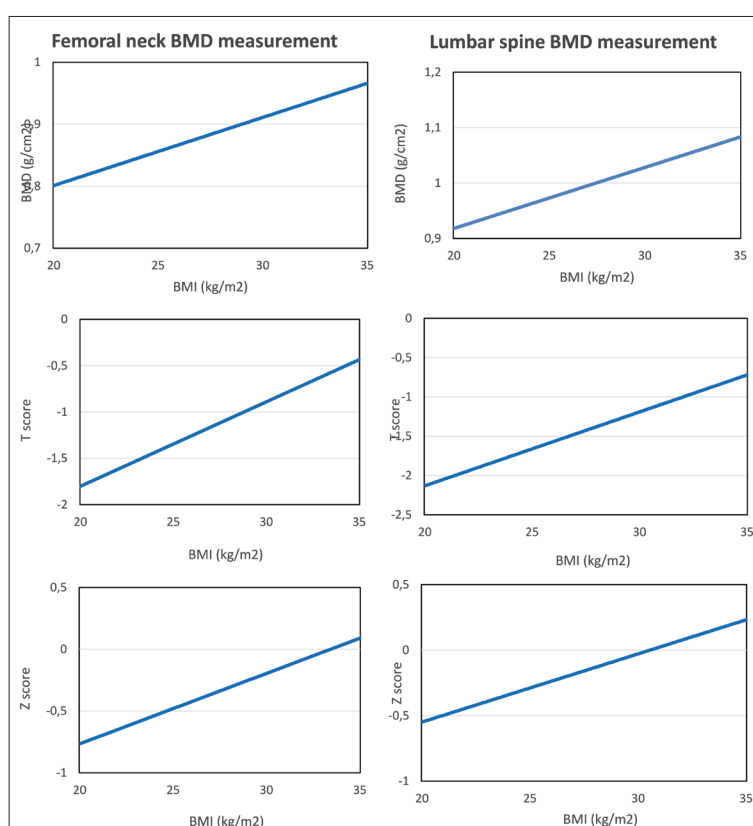 Femoral neck BMD measurement
1
0,9
0,8
0,7
BMD (g/cm2)
20 25 30 35
BMI (kg/m2)
Lumbar spine BMD measurement
1,2
1,1
1
0,9
BMD (g/cm2)
20 25 30 35
BMI (kg/m2)
0
-0,5
-1
-1,5
-2
T score
20 25 30 35
BMI (kg/m2)
0
-0,5
-1
-1,5
-2
-2,5
T score
20 25 30 35
BMI (kg/m2)
0,5
0
-0,5
-1
Z score
20 25 30 35
BMI (kg/m2)
0,5
0
-0,5
-1
Z score
20 25 30 35
BMI (kg/m2)